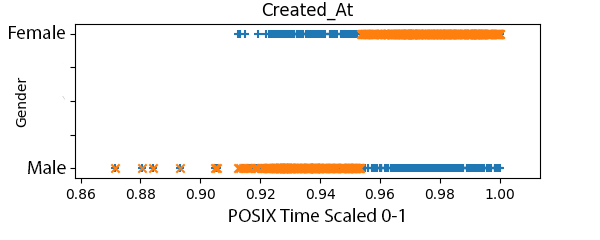 Created_At
Female
Gender
Male
0.86 0.88 0.90 0.92 0.94 0.96 0.98 1.00
POSIX Time Scaled 0-1